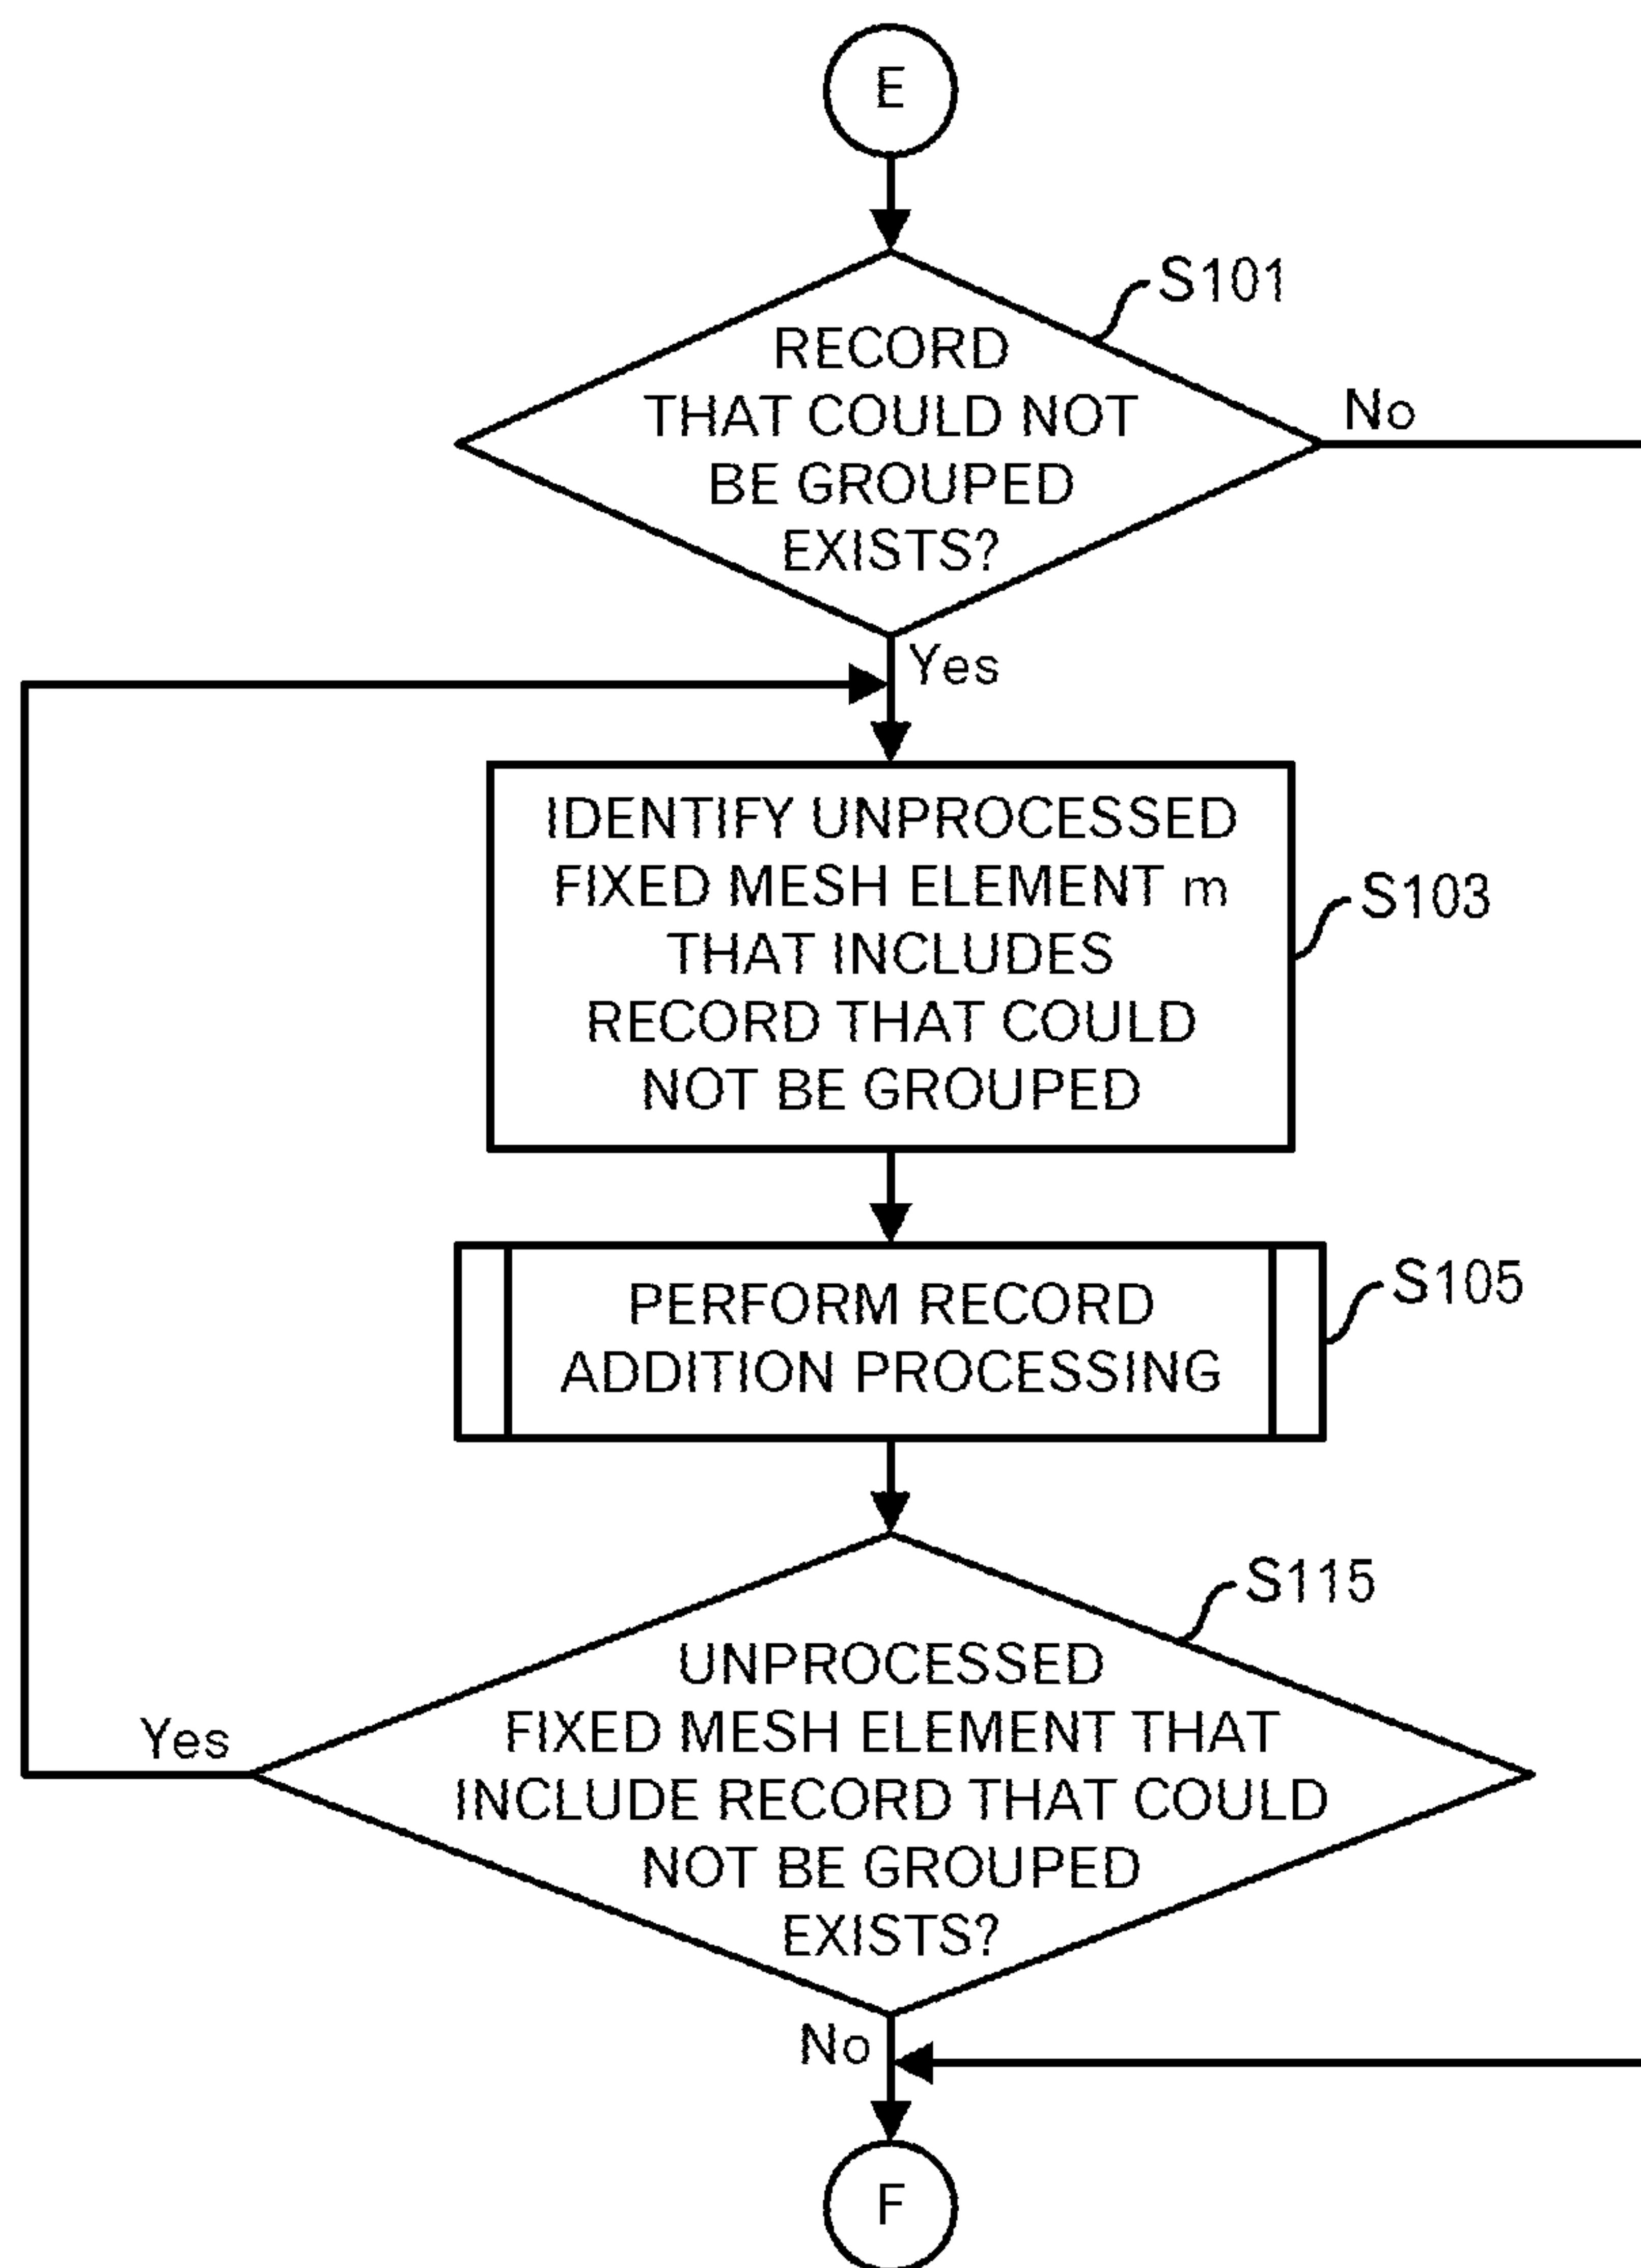 E
S101
RECORD
THAT COULD NOT
BE GROUPED
EXISTS?
No
Yes
IDENTIFY UNPROCESSED
FIXED MESH ELEMENT m
THAT INCLUDES
RECORD THAT COULD
NOT BE GROUPED
S103
PERFORM RECORD
ADDITION PROCESSING
S105
S115
UNPROCESSED
FIXED MESH ELEMENT THAT
INCLUDE RECORD THAT COULD
NOT BE GROUPED
EXISTS?
Yes
No
F